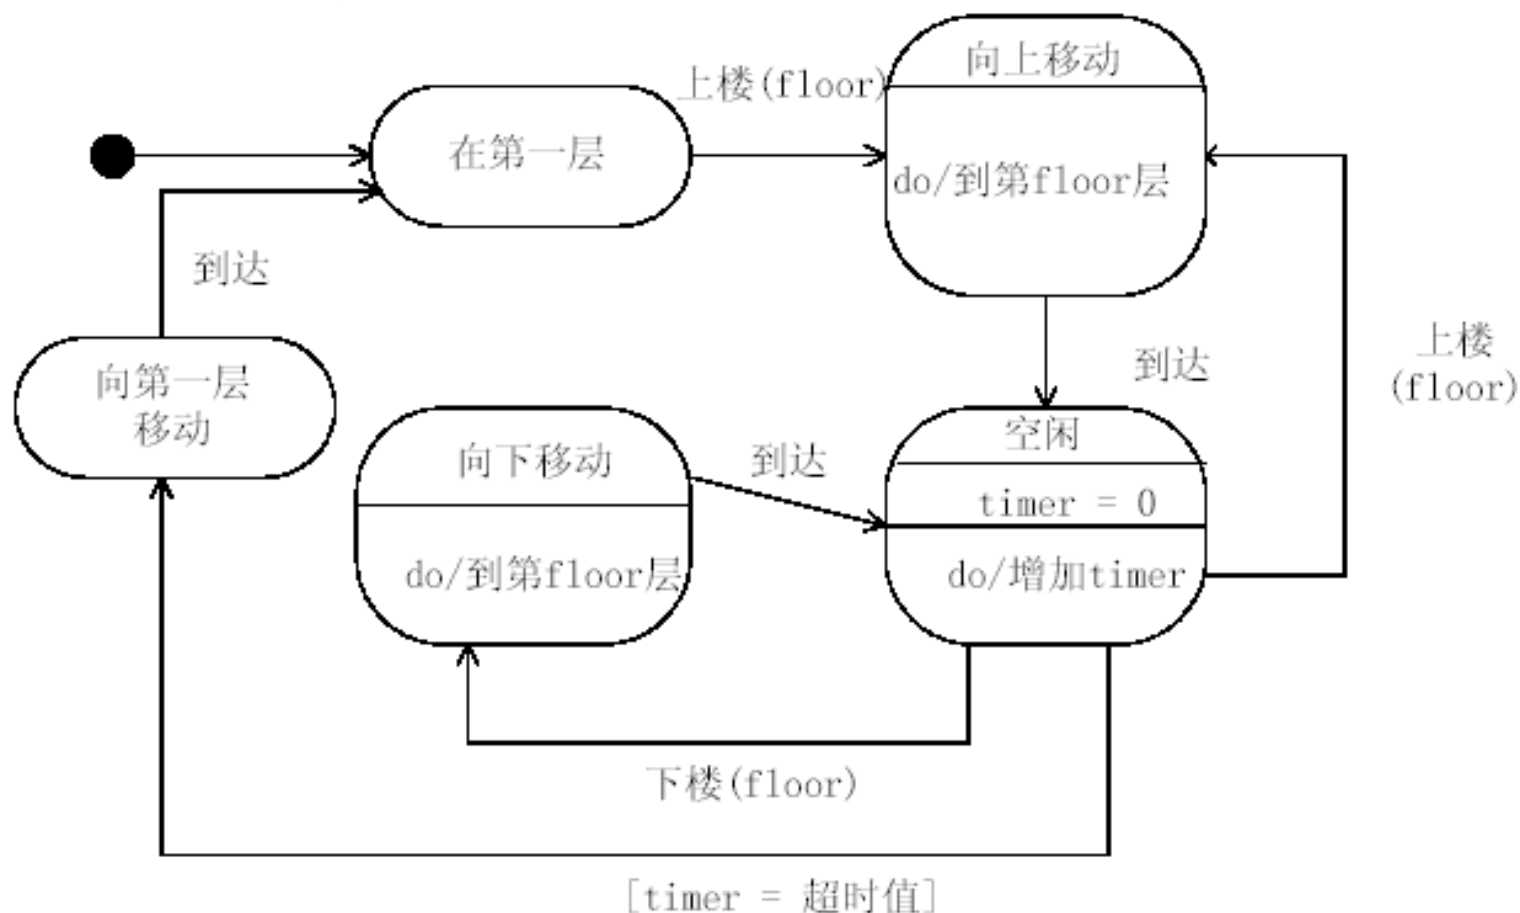 向上移动
上楼(floor)
在第一层
do/到第floor层
到达
上楼
(floor)
到达
向第一层
移动
空闲
向下移动
到达
timer = 0
do/到第floor层
do/增加timer
下楼(floor)
[timer = 超时值]